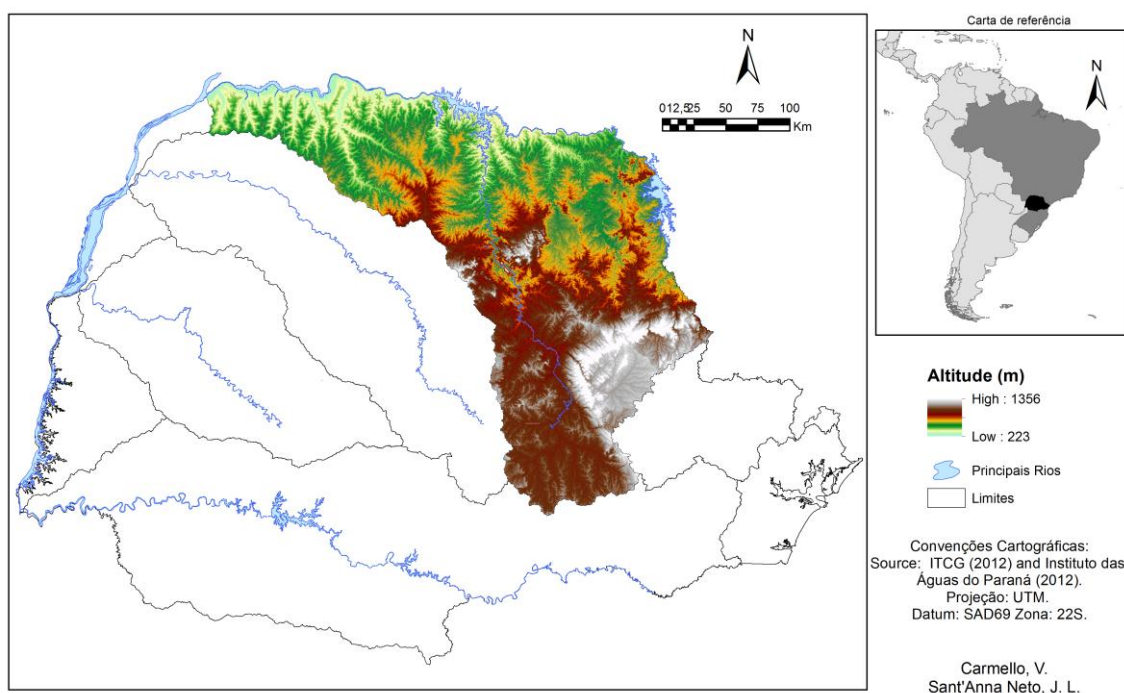 Carta de referência
N
N
012,525 50 75 100
Km
Altitude (m)
High : 1356
Low : 223
Principais Rios
Limites
Convenções Cartográficas:
Source: ITCG (2012) and Instituto das
Águas do Paraná (2012).
Projeção: UTM.
Datum: SAD69 Zona: 22S.
Carmello, V.
Sant'Anna Neto, J. L.